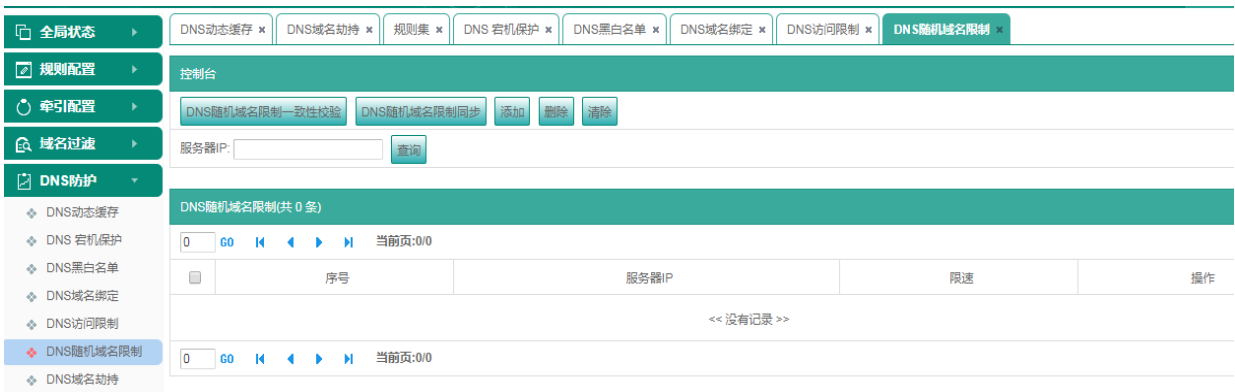 DNS动态缓存 × DNS域名劫持 × 规则集 × DNS 宕机保护 × DNS黑白名单 × DNS域名绑定 × DNS访问限制 × DNS随机域名限制 ×
全局状态
规则配置
牵引配置
域名过滤
DNS防护
DNS动态缓存
DNS 宕机保护
DNS黑白名单
DNS域名绑定
DNS访问限制
DNS随机域名限制
DNS域名劫持
控制台
DNS随机域名限制一致性校验 DNS随机域名限制同步 添加 删除 清除
服务器IP: 查询
DNS随机域名限制(共 0 条)
0 GO 当前页:0/0
序号 服务器IP 限速 操作
<< 没有记录 >>
0 GO 当前页:0/0